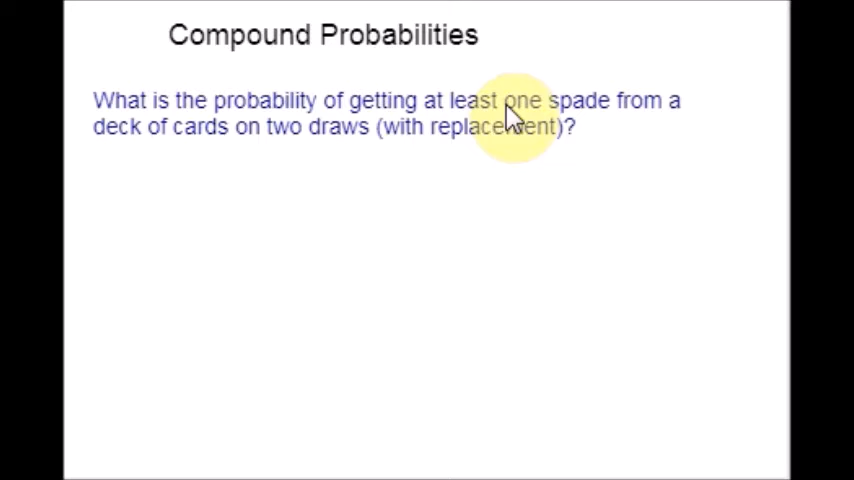 Compound Probabilities
What is the probability of getting at least one spade from a
deck of cards on two draws (with replacement)?